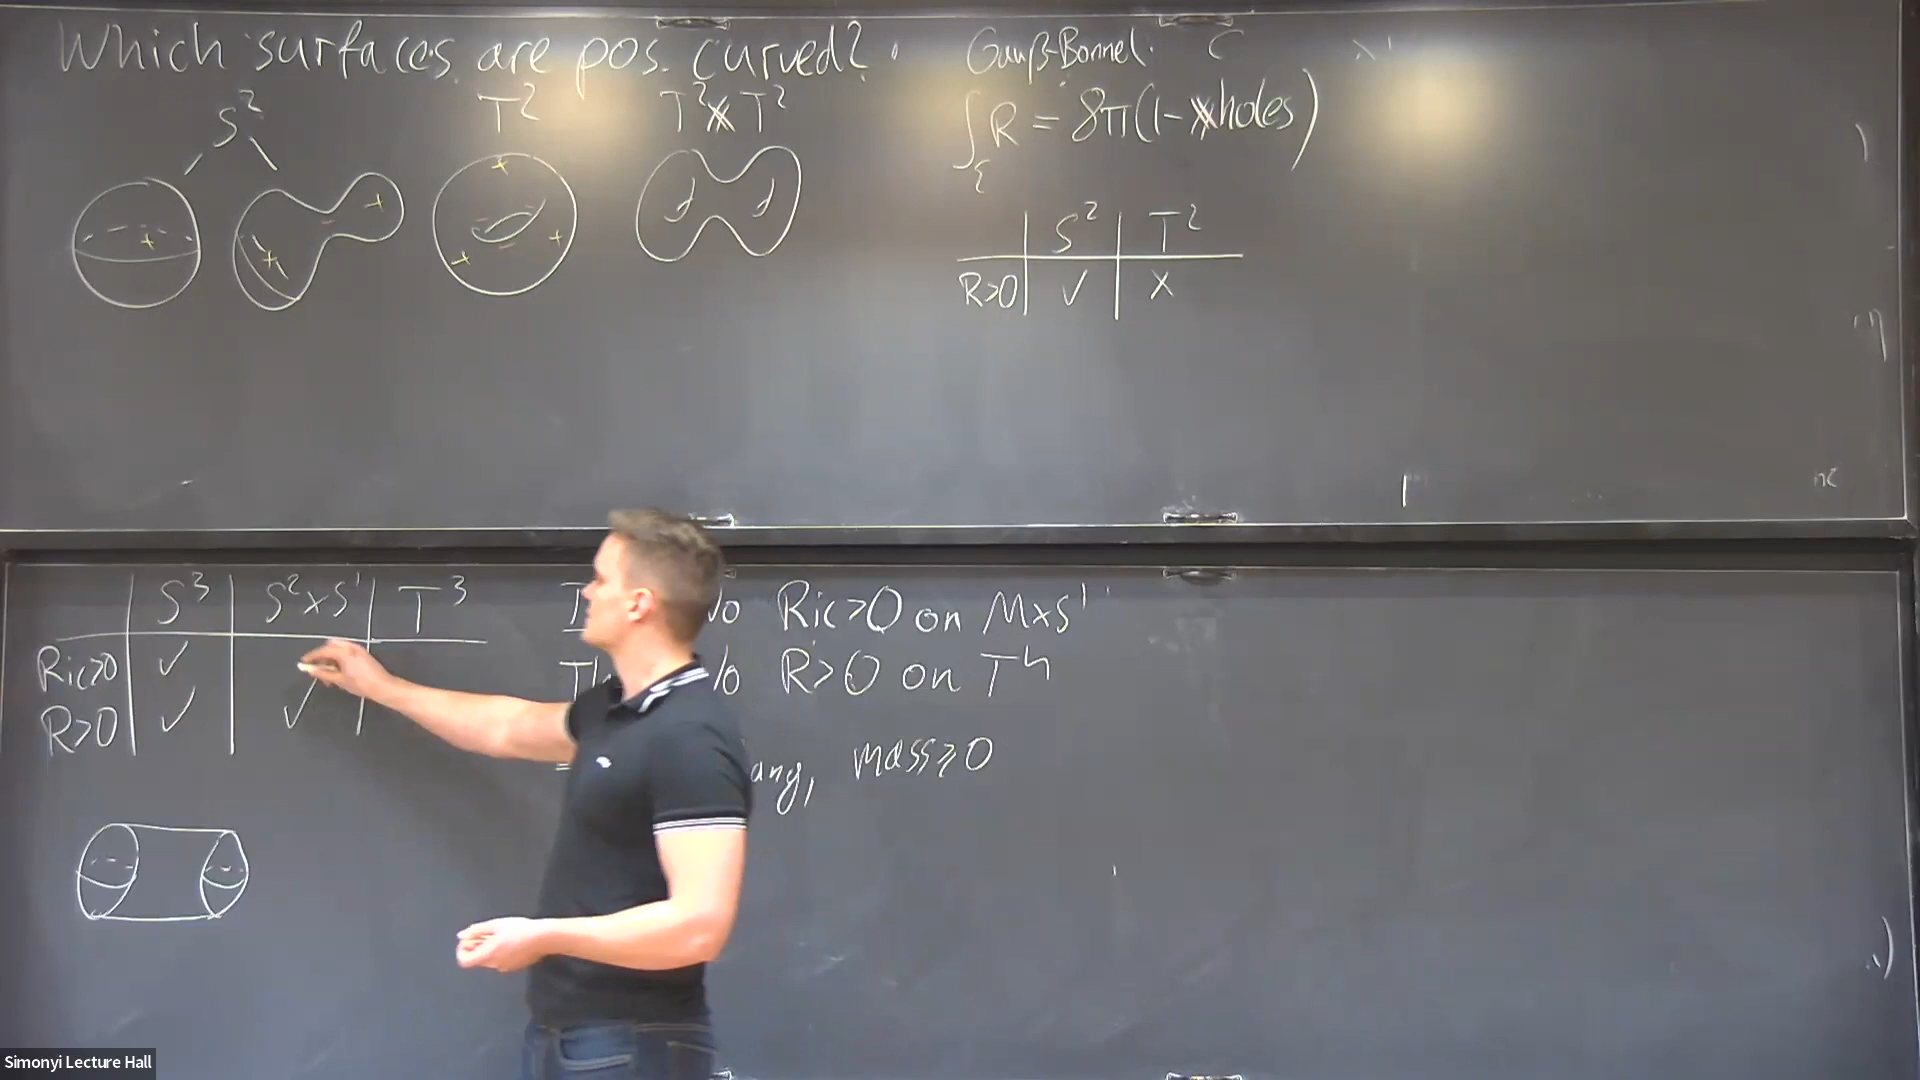 Which surfaces are pos. curved?
S² T² T²××T²
+ + + + + +
Gauß-Bonnet:
∫_Σ R = 8π(1-#holes)
S² T²
R>0 ✓ ×
S³ S²×S¹ T³
Ric>0 ✓
R>0 ✓ ✓
Ric>0 on M×S¹
R>0 on Tⁿ
mass≥0
Simonyi Lecture Hall